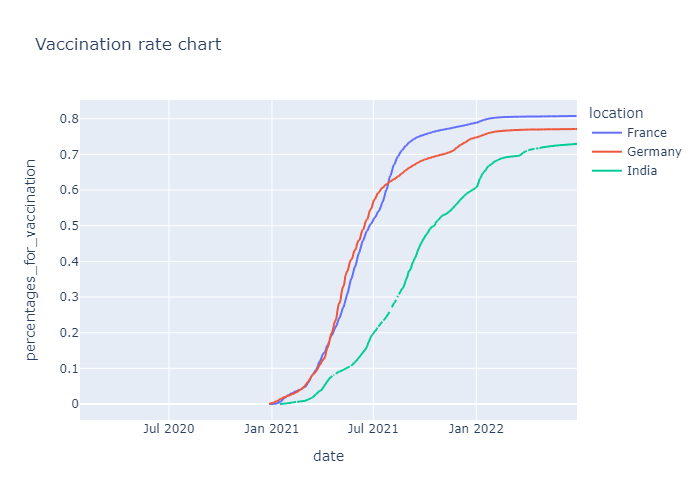 Vaccination rate chart
location
France
Germany
India
percentages_for_vaccination
0.8
0.7
0.6
0.5
0.4
0.3
0.2
0.1
0
Jul 2020
Jan 2021
Jul 2021
Jan 2022
date